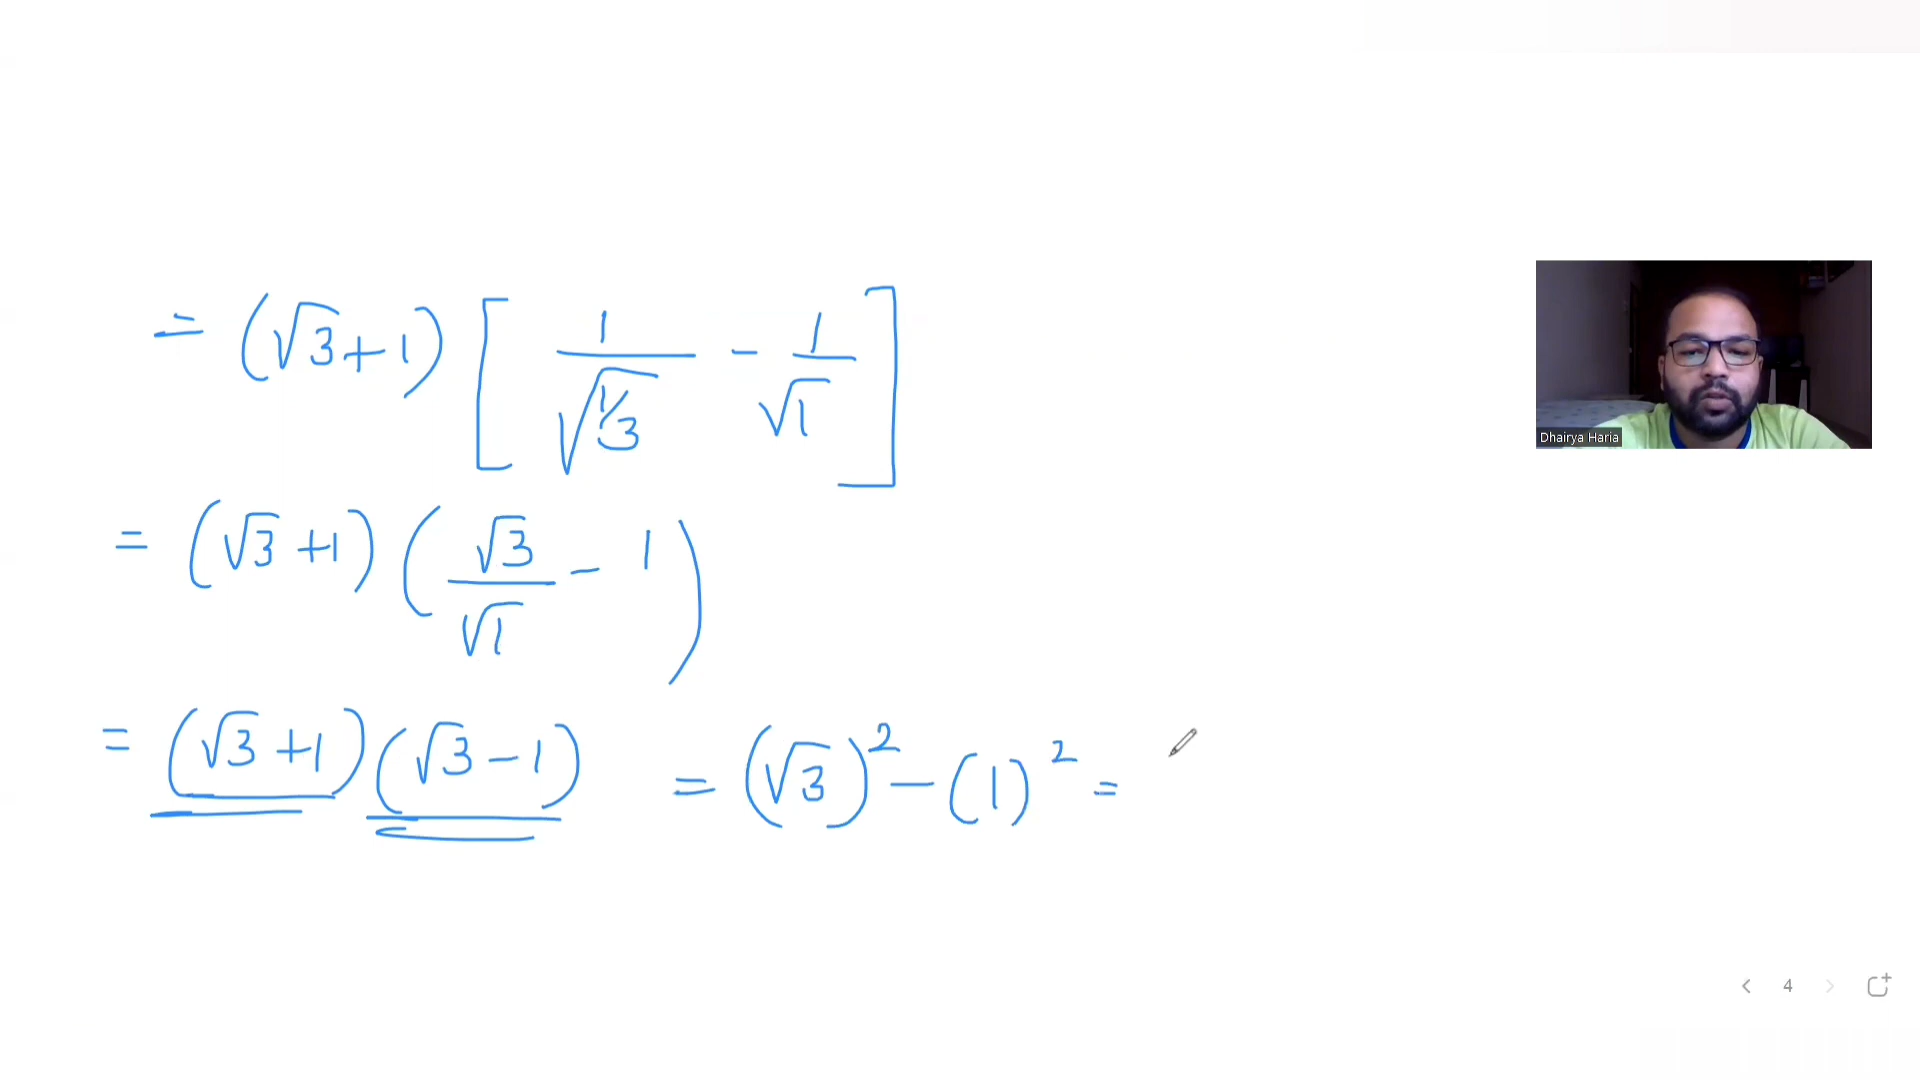 = (√3+1) [ 1/√(1/3) - 1/√1 ]
= (√3+1) ( √3/√1 - 1 )
= (√3+1)(√3-1) = (√3)² - (1)² =
Dhairya Haria
4